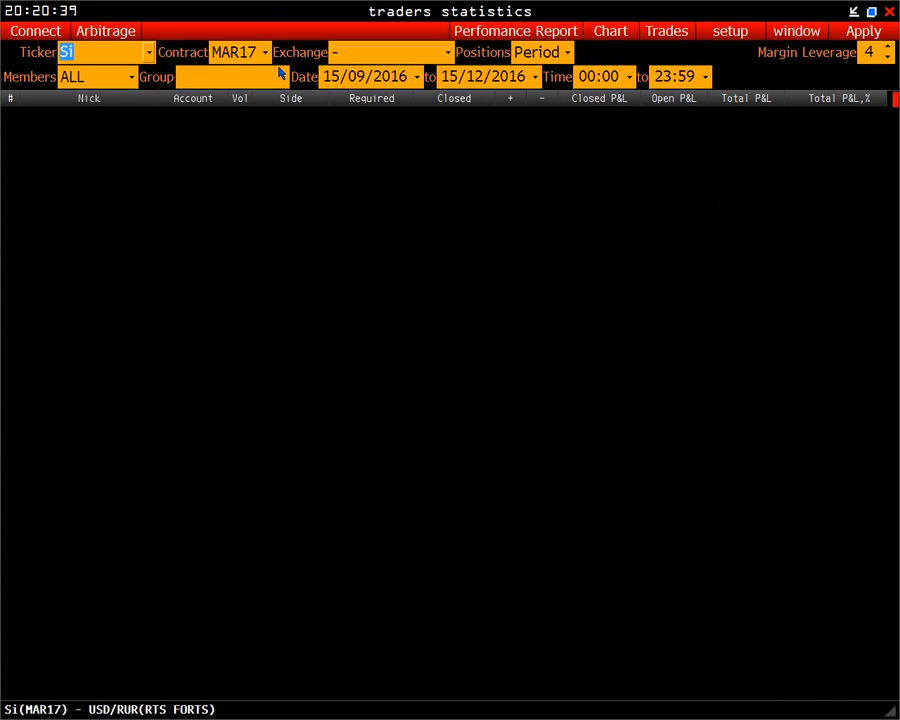 20:20:39 traders statistics
Connect Arbitrage Perfomance Report Chart Trades setup window Apply
Ticker Si Contract MAR17 Exchange - Positions Period Margin Leverage 4
Members ALL Group Date 15/09/2016 to 15/12/2016 Time 00:00 to 23:59
# Nick Account Vol Side Required Closed + - Closed P&L Open P&L Total P&L Total P&L,%
Si(MAR17) - USD/RUR(RTS FORTS)